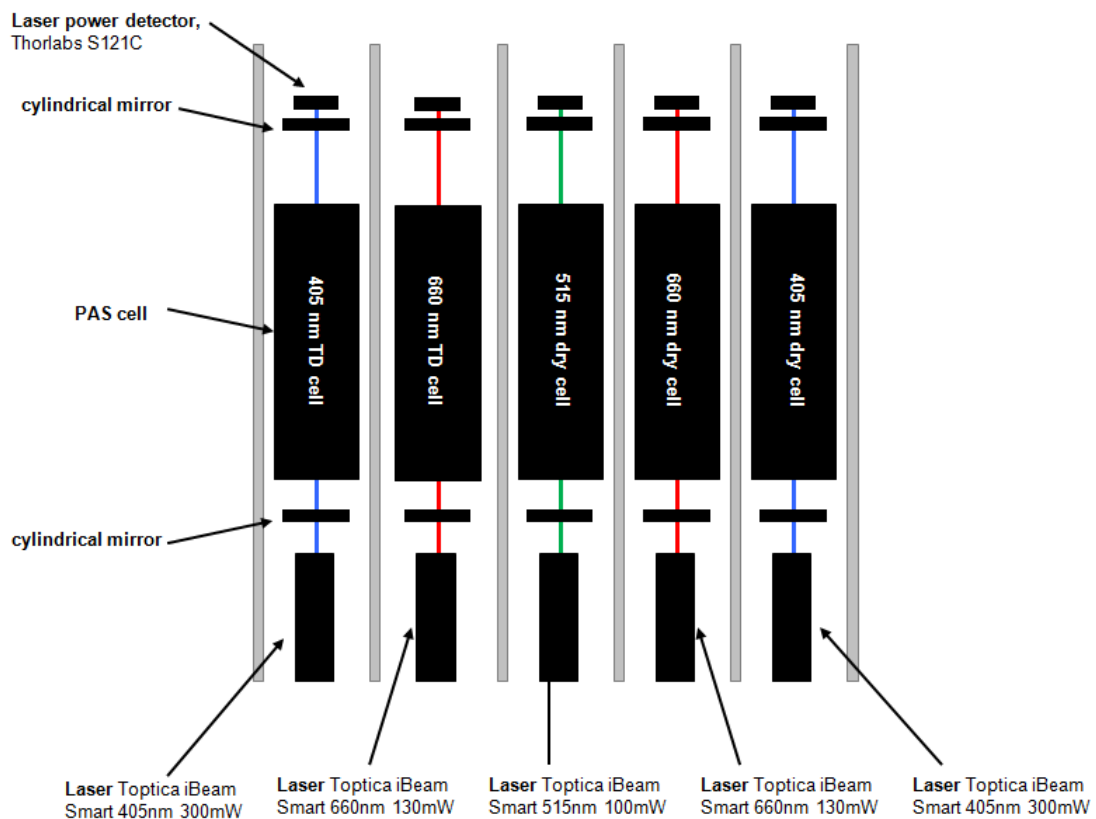 Laser power detector,
Thorlabs S121C
cylindrical mirror
PAS cell
405 nm TD cell
660 nm TD cell
515 nm dry cell
660 nm dry cell
405 nm dry cell
cylindrical mirror
Laser Toptica iBeam
Smart 405nm 300mW
Laser Toptica iBeam
Smart 660nm 130mW
Laser Toptica iBeam
Smart 515nm 100mW
Laser Toptica iBeam
Smart 660nm 130mW
Laser Toptica iBeam
Smart 405nm 300mW